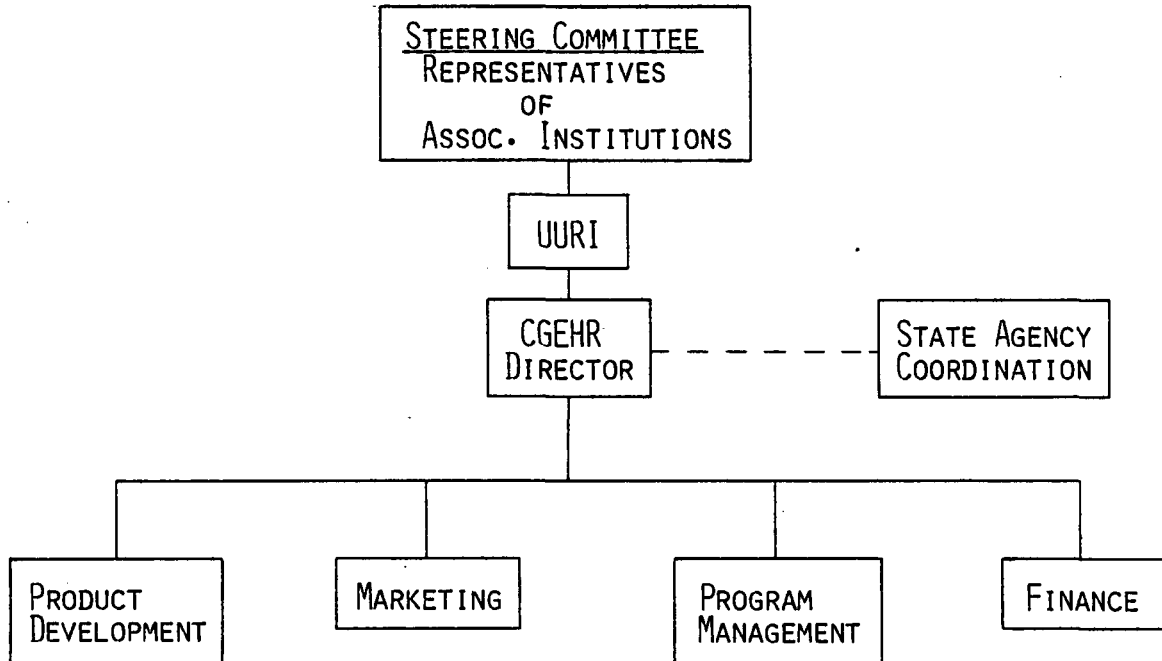 STEERING COMMITTEE
REPRESENTATIVES
OF
ASSOC. INSTITUTIONS
UURI
CGEHR
DIRECTOR
STATE AGENCY
COORDINATION
PRODUCT
DEVELOPMENT
MARKETING
PROGRAM
MANAGEMENT
FINANCE